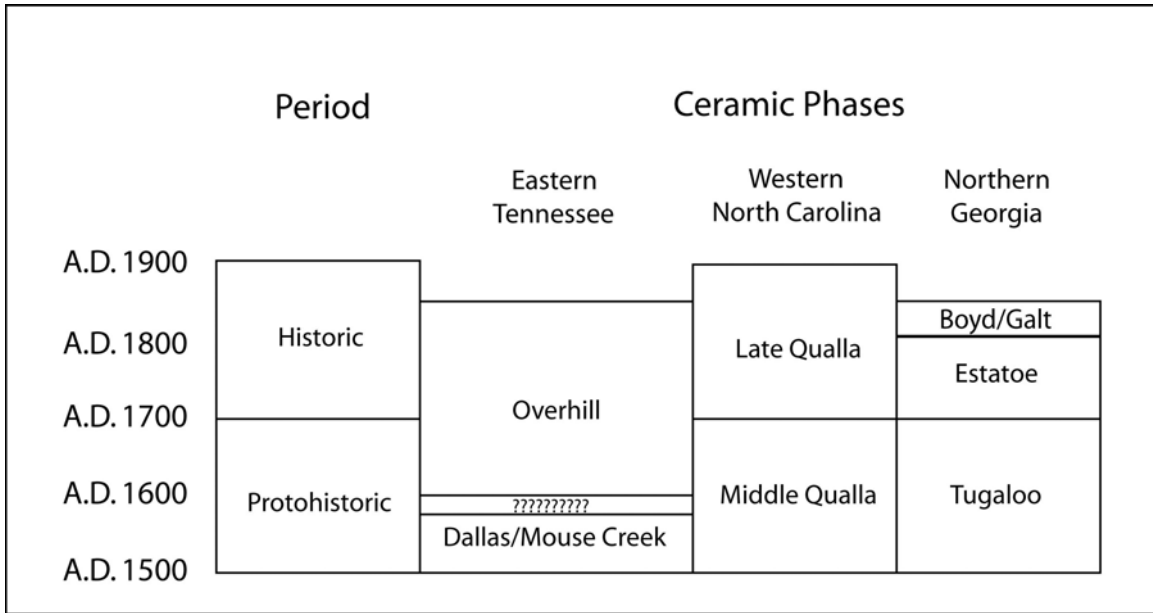 Period
Ceramic Phases
Eastern
Tennessee
Western
North Carolina
Northern
Georgia
A.D. 1900
A.D. 1800
A.D. 1700
A.D. 1600
A.D. 1500
Historic
Protohistoric
Overhill
??????????
Dallas/Mouse Creek
Late Qualla
Middle Qualla
Boyd/Galt
Estatoe
Tugaloo